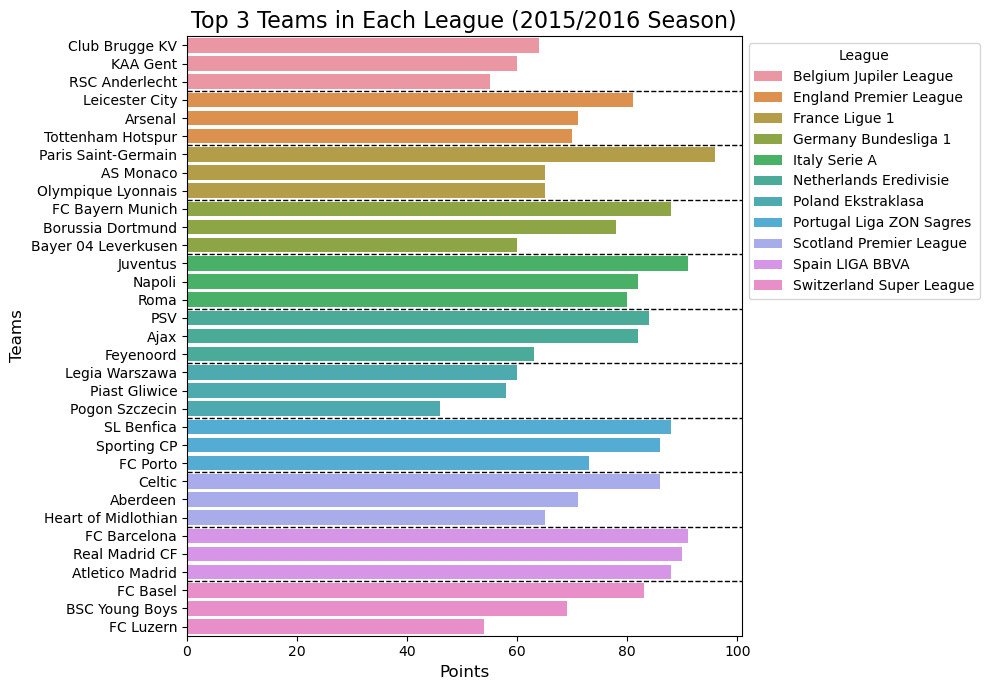 Top 3 Teams in Each League (2015/2016 Season)
Teams
Club Brugge KV
KAA Gent
RSC Anderlecht
Leicester City
Arsenal
Tottenham Hotspur
Paris Saint-Germain
AS Monaco
Olympique Lyonnais
FC Bayern Munich
Borussia Dortmund
Bayer 04 Leverkusen
Juventus
Napoli
Roma
PSV
Ajax
Feyenoord
Legia Warszawa
Piast Gliwice
Pogon Szczecin
SL Benfica
Sporting CP
FC Porto
Celtic
Aberdeen
Heart of Midlothian
FC Barcelona
Real Madrid CF
Atletico Madrid
FC Basel
BSC Young Boys
FC Luzern
0 20 40 60 80 100
Points
League
Belgium Jupiler League
England Premier League
France Ligue 1
Germany Bundesliga 1
Italy Serie A
Netherlands Eredivisie
Poland Ekstraklasa
Portugal Liga ZON Sagres
Scotland Premier League
Spain LIGA BBVA
Switzerland Super League